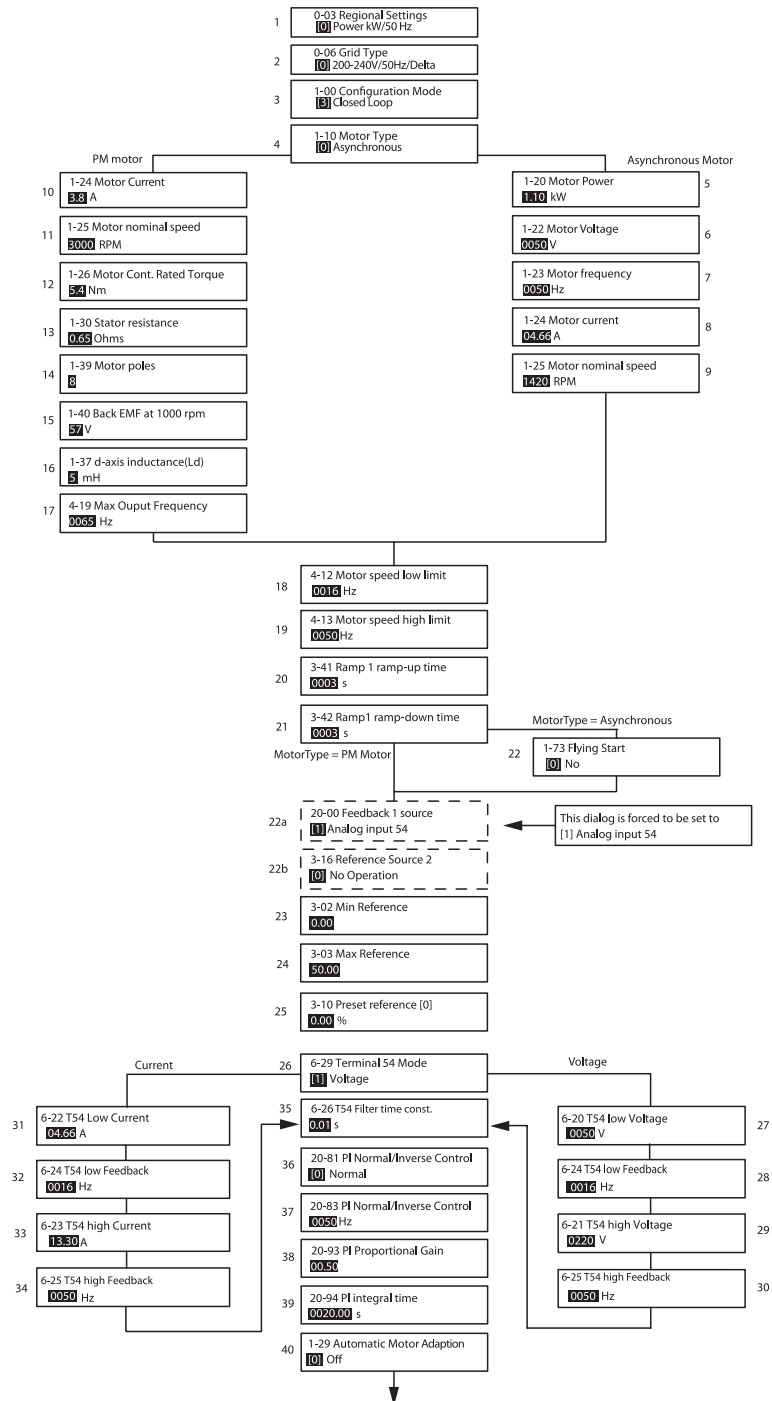 1
0-03 Regional Settings
[0] Power kW/50 Hz
2
0-06 Grid Type
[0] 200-240V/50Hz/Delta
3
1-00 Configuration Mode
[3] Closed Loop
4
1-10 Motor Type
[0] Asynchronous
PM motor
Asynchronous Motor
10
1-24 Motor Current
3.8 A
11
1-25 Motor nominal speed
3000 RPM
12
1-26 Motor Cont. Rated Torque
5.4 Nm
13
1-30 Stator resistance
0.65 Ohms
14
1-39 Motor poles
8
15
1-40 Back EMF at 1000 rpm
57 V
16
1-37 d-axis inductance(Ld)
5 mH
17
4-19 Max Ouput Frequency
0065 Hz
1-20 Motor Power
1.10 kW
5
1-22 Motor Voltage
0050 V
6
1-23 Motor frequency
0050 Hz
7
1-24 Motor current
04.66 A
8
1-25 Motor nominal speed
1420 RPM
9
18
4-12 Motor speed low limit
0016 Hz
19
4-13 Motor speed high limit
0050 Hz
20
3-41 Ramp 1 ramp-up time
0003 s
21
3-42 Ramp1 ramp-down time
0003 s
MotorType = Asynchronous
MotorType = PM Motor
22
1-73 Flying Start
[0] No
22a
20-00 Feedback 1 source
[1] Analog input 54
This dialog is forced to be set to
[1] Analog input 54
22b
3-16 Reference Source 2
[0] No Operation
23
3-02 Min Reference
0.00
24
3-03 Max Reference
50.00
25
3-10 Preset reference [0]
0.00 %
Current
26
6-29 Terminal 54 Mode
[1] Voltage
Voltage
31
6-22 T54 Low Current
04.66 A
32
6-24 T54 low Feedback
0016 Hz
33
6-23 T54 high Current
13.30 A
34
6-25 T54 high Feedback
0050 Hz
35
6-26 T54 Filter time const.
0.01 s
36
20-81 PI Normal/Inverse Control
[0] Normal
37
20-83 PI Normal/Inverse Control
0050 Hz
38
20-93 PI Proportional Gain
00.50
39
20-94 PI integral time
0020.00 s
40
1-29 Automatic Motor Adaption
[0] Off
6-20 T54 low Voltage
0050 V
27
6-24 T54 low Feedback
0016 Hz
28
6-21 T54 high Voltage
0220 V
29
6-25 T54 high Feedback
0050 Hz
30